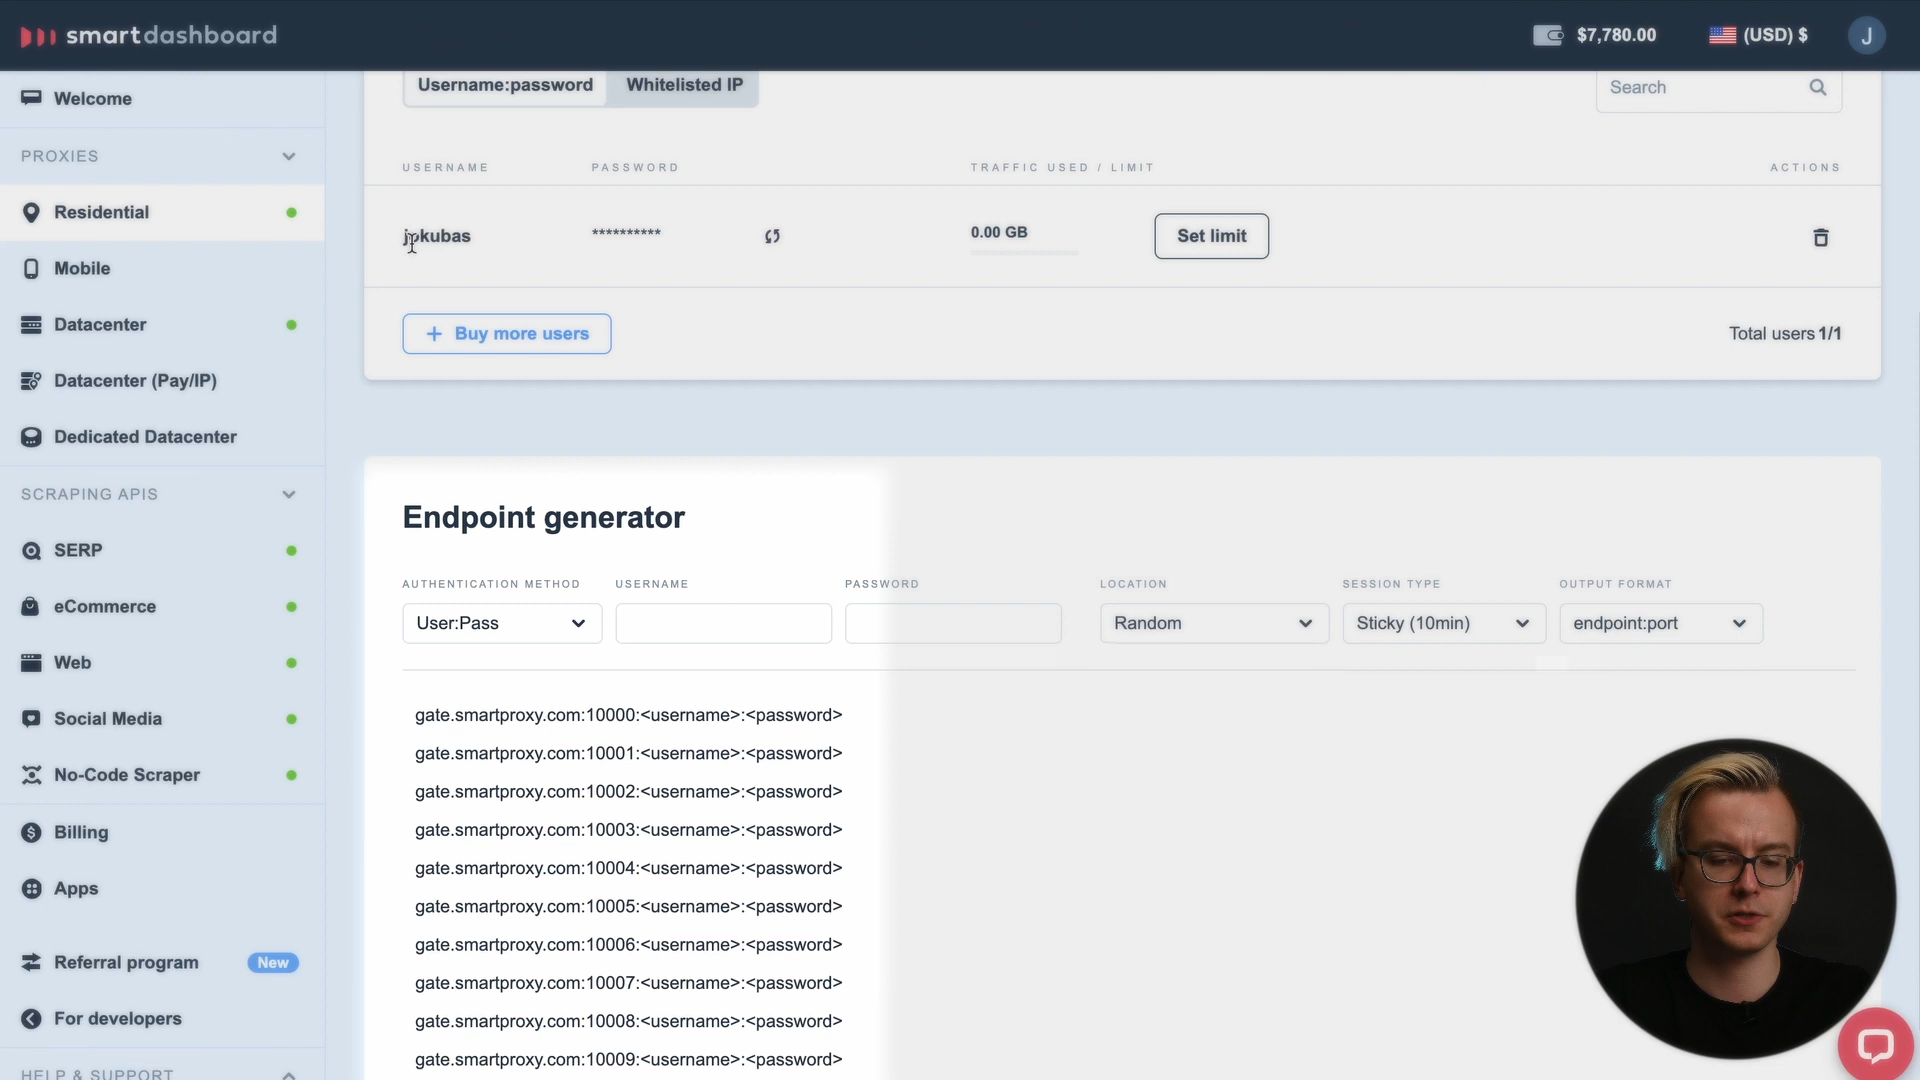 smartdashboard
$7,780.00
(USD) $
J
Welcome
PROXIES
Residential
Mobile
Datacenter
Datacenter (Pay/IP)
Dedicated Datacenter
SCRAPING APIS
SERP
eCommerce
Web
Social Media
No-Code Scraper
Billing
Apps
Referral program New
For developers
HELP & SUPPORT
Username:password Whitelisted IP
Search
USERNAME PASSWORD TRAFFIC USED / LIMIT ACTIONS
jokubas ********** 0.00 GB Set limit
+ Buy more users
Total users 1/1
Endpoint generator
AUTHENTICATION METHOD USERNAME PASSWORD LOCATION SESSION TYPE OUTPUT FORMAT
User:Pass Random Sticky (10min) endpoint:port
gate.smartproxy.com:10000:<username>:<password>
gate.smartproxy.com:10001:<username>:<password>
gate.smartproxy.com:10002:<username>:<password>
gate.smartproxy.com:10003:<username>:<password>
gate.smartproxy.com:10004:<username>:<password>
gate.smartproxy.com:10005:<username>:<password>
gate.smartproxy.com:10006:<username>:<password>
gate.smartproxy.com:10007:<username>:<password>
gate.smartproxy.com:10008:<username>:<password>
gate.smartproxy.com:10009:<username>:<password>